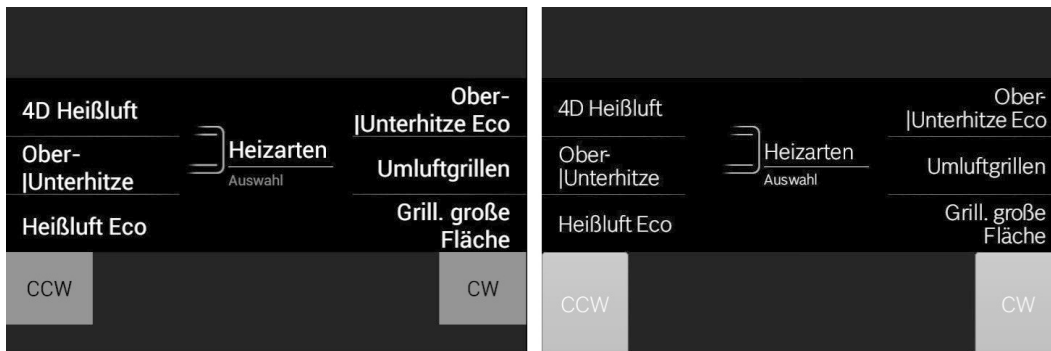 4D Heißluft
Ober-
|Unterhitze
Heißluft Eco
Heizarten
Auswahl
Ober-
|Unterhitze Eco
Umluftgrillen
Grill. große
Fläche
CCW
CW
4D Heißluft
Ober-
|Unterhitze
Heißluft Eco
Heizarten
Auswahl
Ober-
|Unterhitze Eco
Umluftgrillen
Grill. große
Fläche
CCW
CW